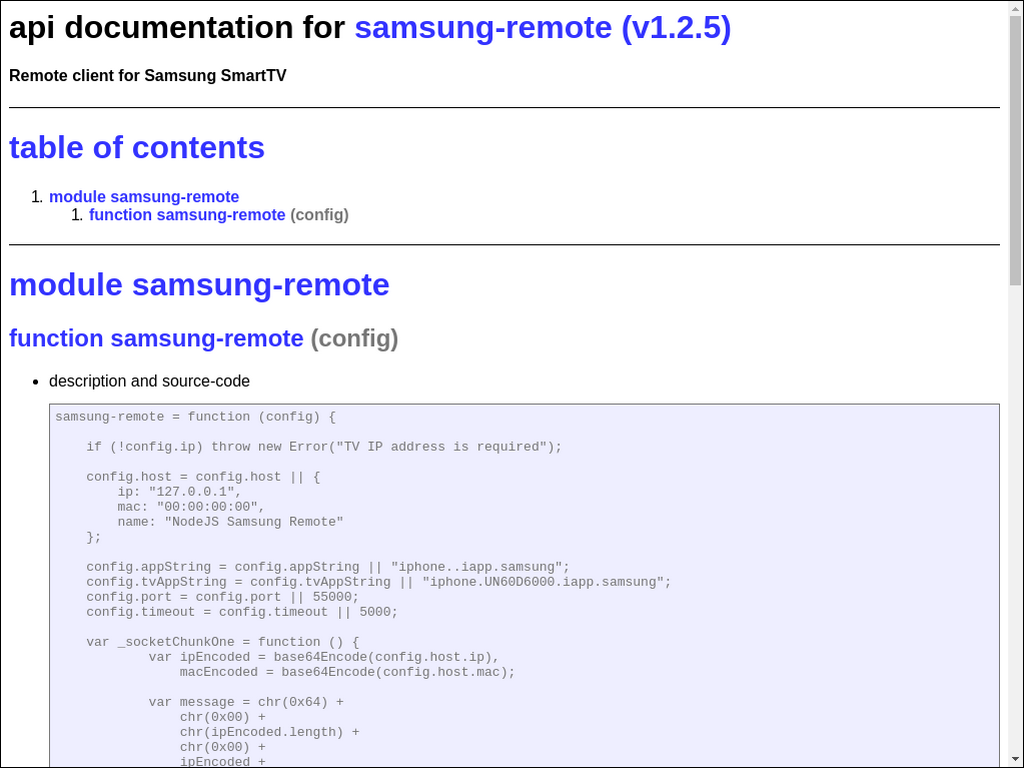 api documentation for samsung-remote (v1.2.5)
Remote client for Samsung SmartTV
table of contents
1. module samsung-remote
1. function samsung-remote (config)
module samsung-remote
function samsung-remote (config)
• description and source-code
samsung-remote = function (config) {
if (!config.ip) throw new Error("TV IP address is required");
config.host = config.host || {
ip: "127.0.0.1",
mac: "00:00:00:00",
name: "NodeJS Samsung Remote"
};
config.appString = config.appString || "iphone..iapp.samsung";
config.tvAppString = config.tvAppString || "iphone.UN60D6000.iapp.samsung";
config.port = config.port || 55000;
config.timeout = config.timeout || 5000;
var _socketChunkOne = function () {
var ipEncoded = base64Encode(config.host.ip),
macEncoded = base64Encode(config.host.mac);
var message = chr(0x64) +
chr(0x00) +
chr(ipEncoded.length) +
chr(0x00) +
ipEncoded +